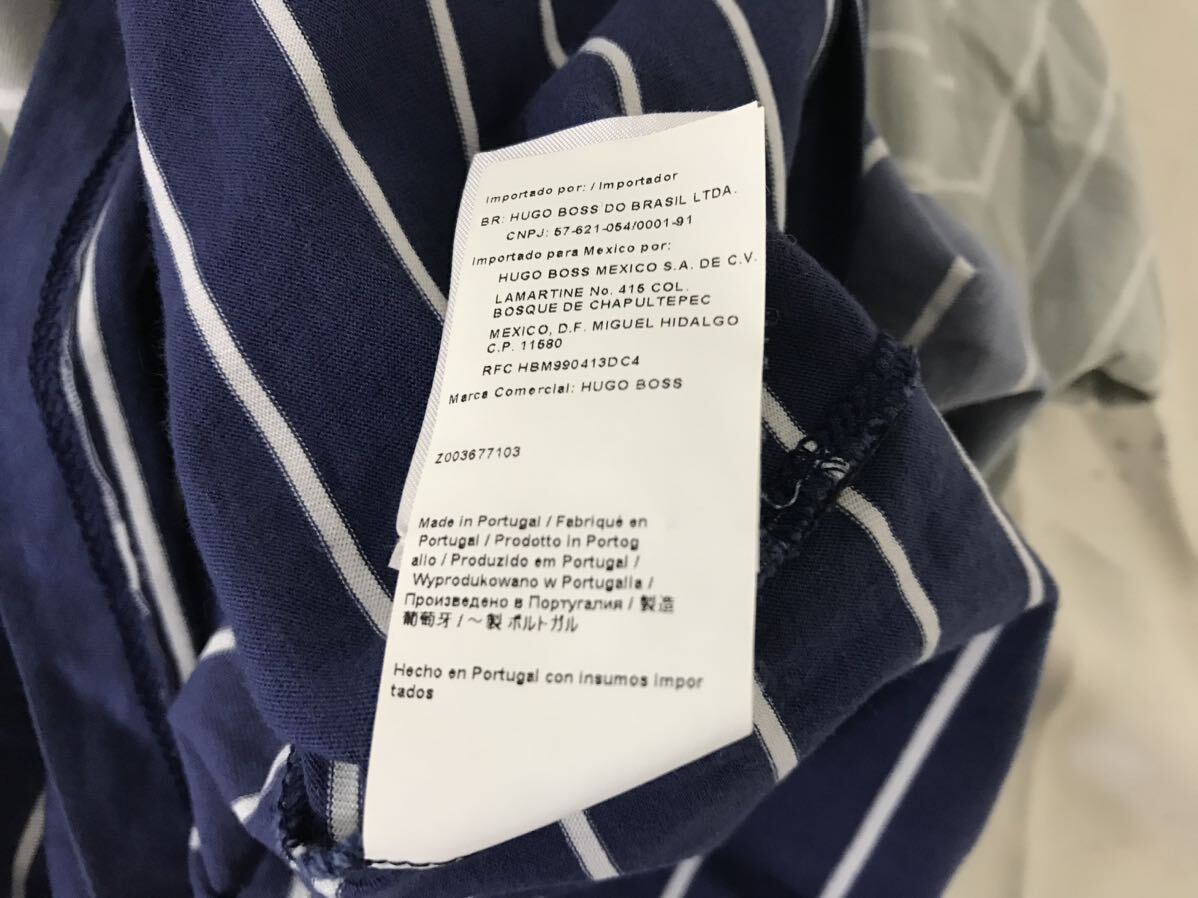 Importado por: / Importador
BR: HUGO BOSS DO BRASIL LTDA.
CNPJ: 57-621-054/0001-91
Importado para Mexico por:
HUGO BOSS MEXICO S.A. DE C.V.
LAMARTINE No. 415 COL.
BOSQUE DE CHAPULTEPEC
MEXICO, D.F. MIGUEL HIDALGO
C.P. 11580
RFC HBM990413DC4
Marca Comercial: HUGO BOSS
Z003677103
Made in Portugal / Fabriqué en
Portugal / Prodotto in Portog
allo / Produzido em Portugal /
Wyprodukowano w Portugalia /
Произведено в Португалия / 製造
葡萄牙 / ～製 ポルトガル
Hecho en Portugal con insumos impor
tados